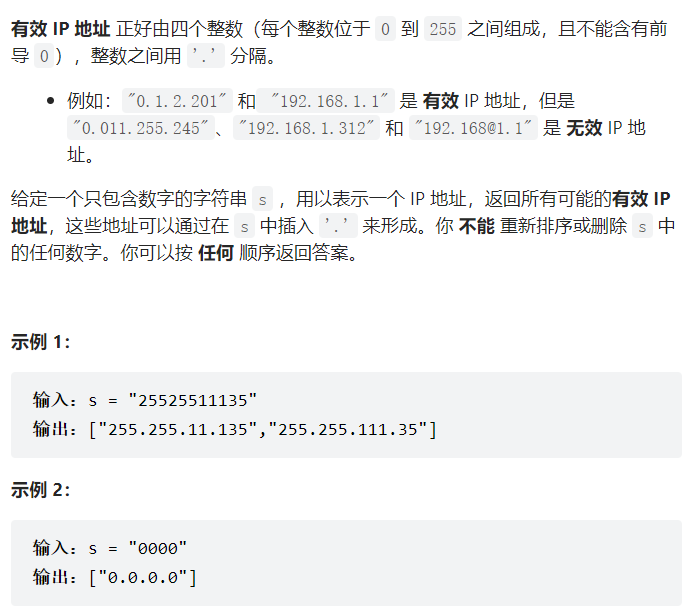 有效 IP 地址 正好由四个整数（每个整数位于 0 到 255 之间组成，且不能含有前
导 0），整数之间用 '.' 分隔。
• 例如："0.1.2.201" 和 "192.168.1.1" 是 有效 IP 地址，但是
"0.011.255.245"、"192.168.1.312" 和 "192.168@1.1" 是 无效 IP 地
址。
给定一个只包含数字的字符串 s ，用以表示一个 IP 地址，返回所有可能的有效 IP
地址，这些地址可以通过在 s 中插入 '.' 来形成。你 不能 重新排序或删除 s 中
的任何数字。你可以按 任何 顺序返回答案。
示例 1：
输入：s = "25525511135"
输出：["255.255.11.135","255.255.111.35"]
示例 2：
输入：s = "0000"
输出：["0.0.0.0"]